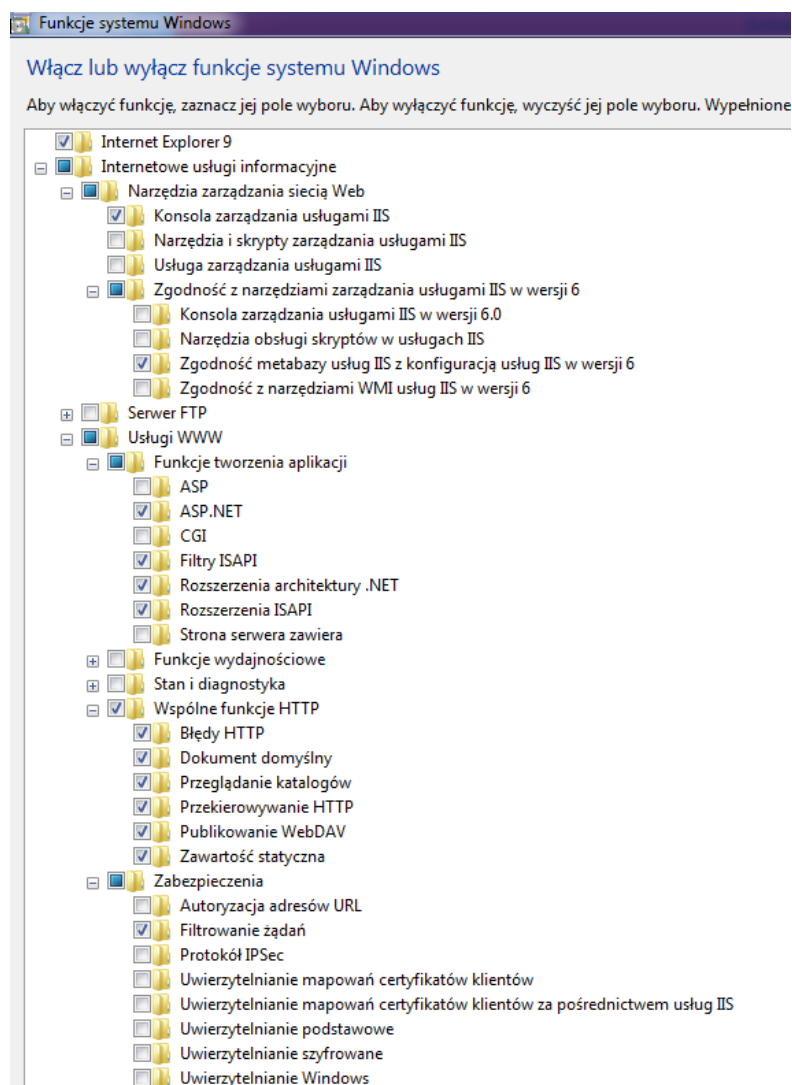 Funkcje systemu Windows
Włącz lub wyłącz funkcje systemu Windows
Aby włączyć funkcję, zaznacz jej pole wyboru. Aby wyłączyć funkcję, wyczyść jej pole wyboru. Wypełnione
Internet Explorer 9
Internetowe usługi informacyjne
Narzędzia zarządzania siecią Web
Konsola zarządzania usługami IIS
Narzędzia i skrypty zarządzania usługami IIS
Usługa zarządzania usługami IIS
Zgodność z narzędziami zarządzania usługami IIS w wersji 6
Konsola zarządzania usługami IIS w wersji 6.0
Narzędzia obsługi skryptów w usługach IIS
Zgodność metabazy usług IIS z konfiguracją usług IIS w wersji 6
Zgodność z narzędziami WMI usług IIS w wersji 6
Serwer FTP
Usługi WWW
Funkcje tworzenia aplikacji
ASP
ASP.NET
CGI
Filtry ISAPI
Rozszerzenia architektury .NET
Rozszerzenia ISAPI
Strona serwera zawiera
Funkcje wydajnościowe
Stan i diagnostyka
Wspólne funkcje HTTP
Błędy HTTP
Dokument domyślny
Przeglądanie katalogów
Przekierowywanie HTTP
Publikowanie WebDAV
Zawartość statyczna
Zabezpieczenia
Autoryzacja adresów URL
Filtrowanie żądań
Protokół IPSec
Uwierzytelnianie mapowań certyfikatów klientów
Uwierzytelnianie mapowań certyfikatów klientów za pośrednictwem usług IIS
Uwierzytelnianie podstawowe
Uwierzytelnianie szyfrowane
Uwierzytelnianie Windows